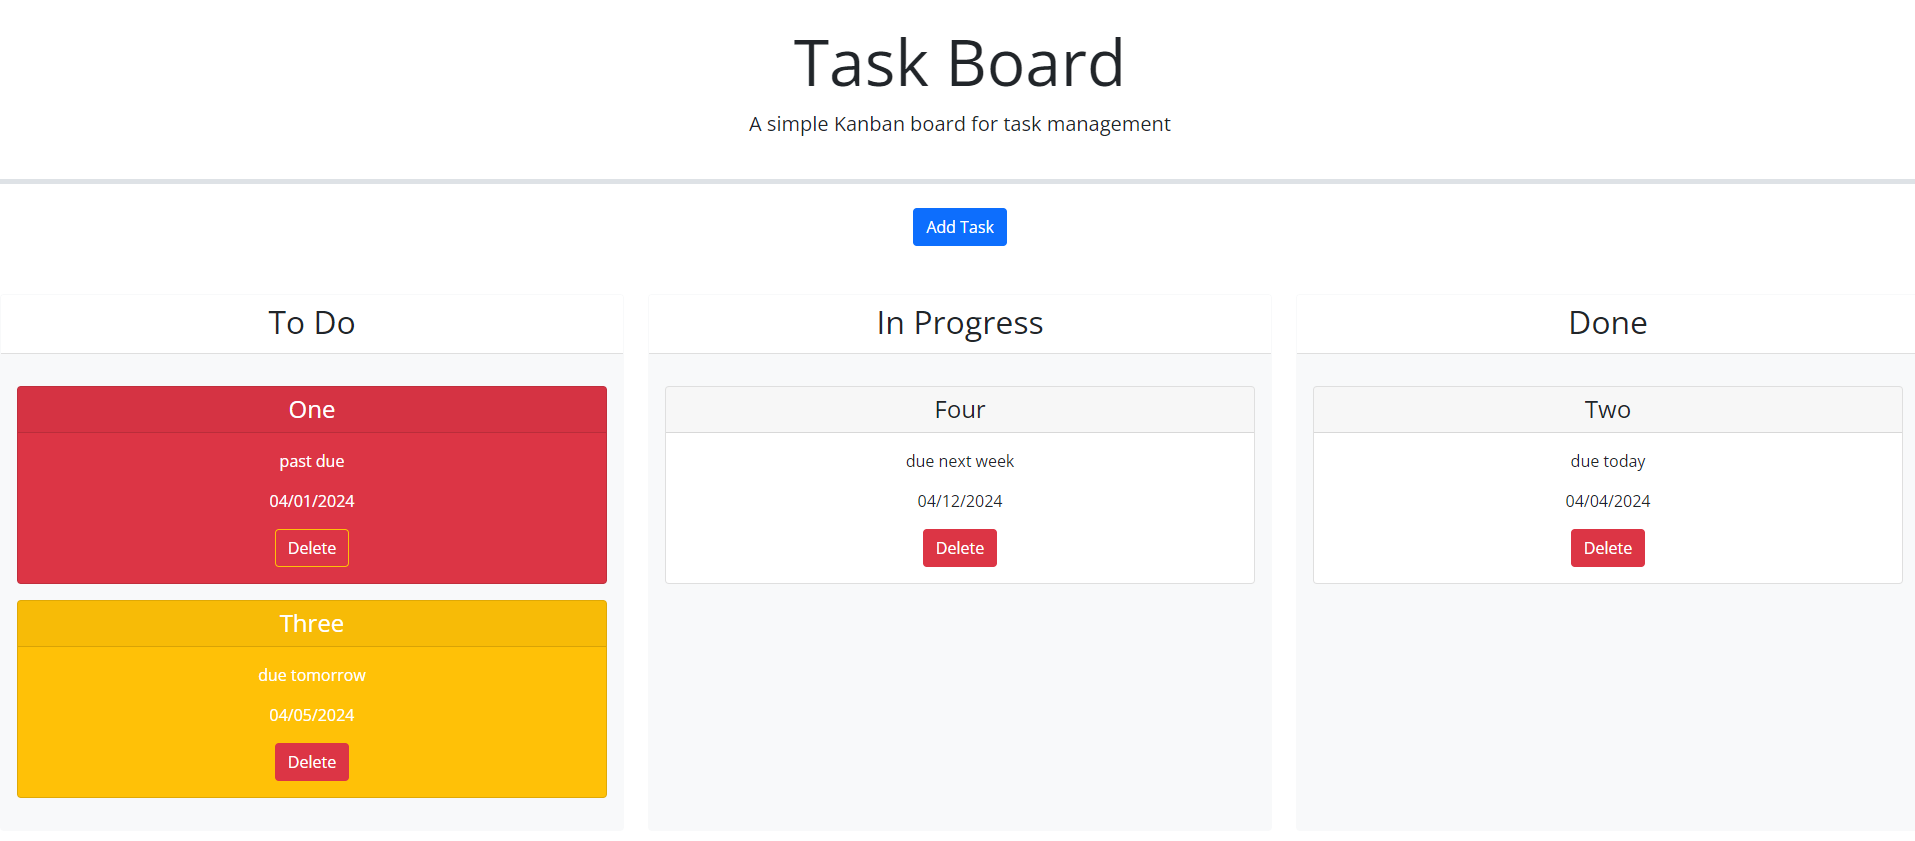 Task Board
A simple Kanban board for task management
Add Task
To Do
One
past due
04/01/2024
Delete
Three
due tomorrow
04/05/2024
Delete
In Progress
Four
due next week
04/12/2024
Delete
Done
Two
due today
04/04/2024
Delete